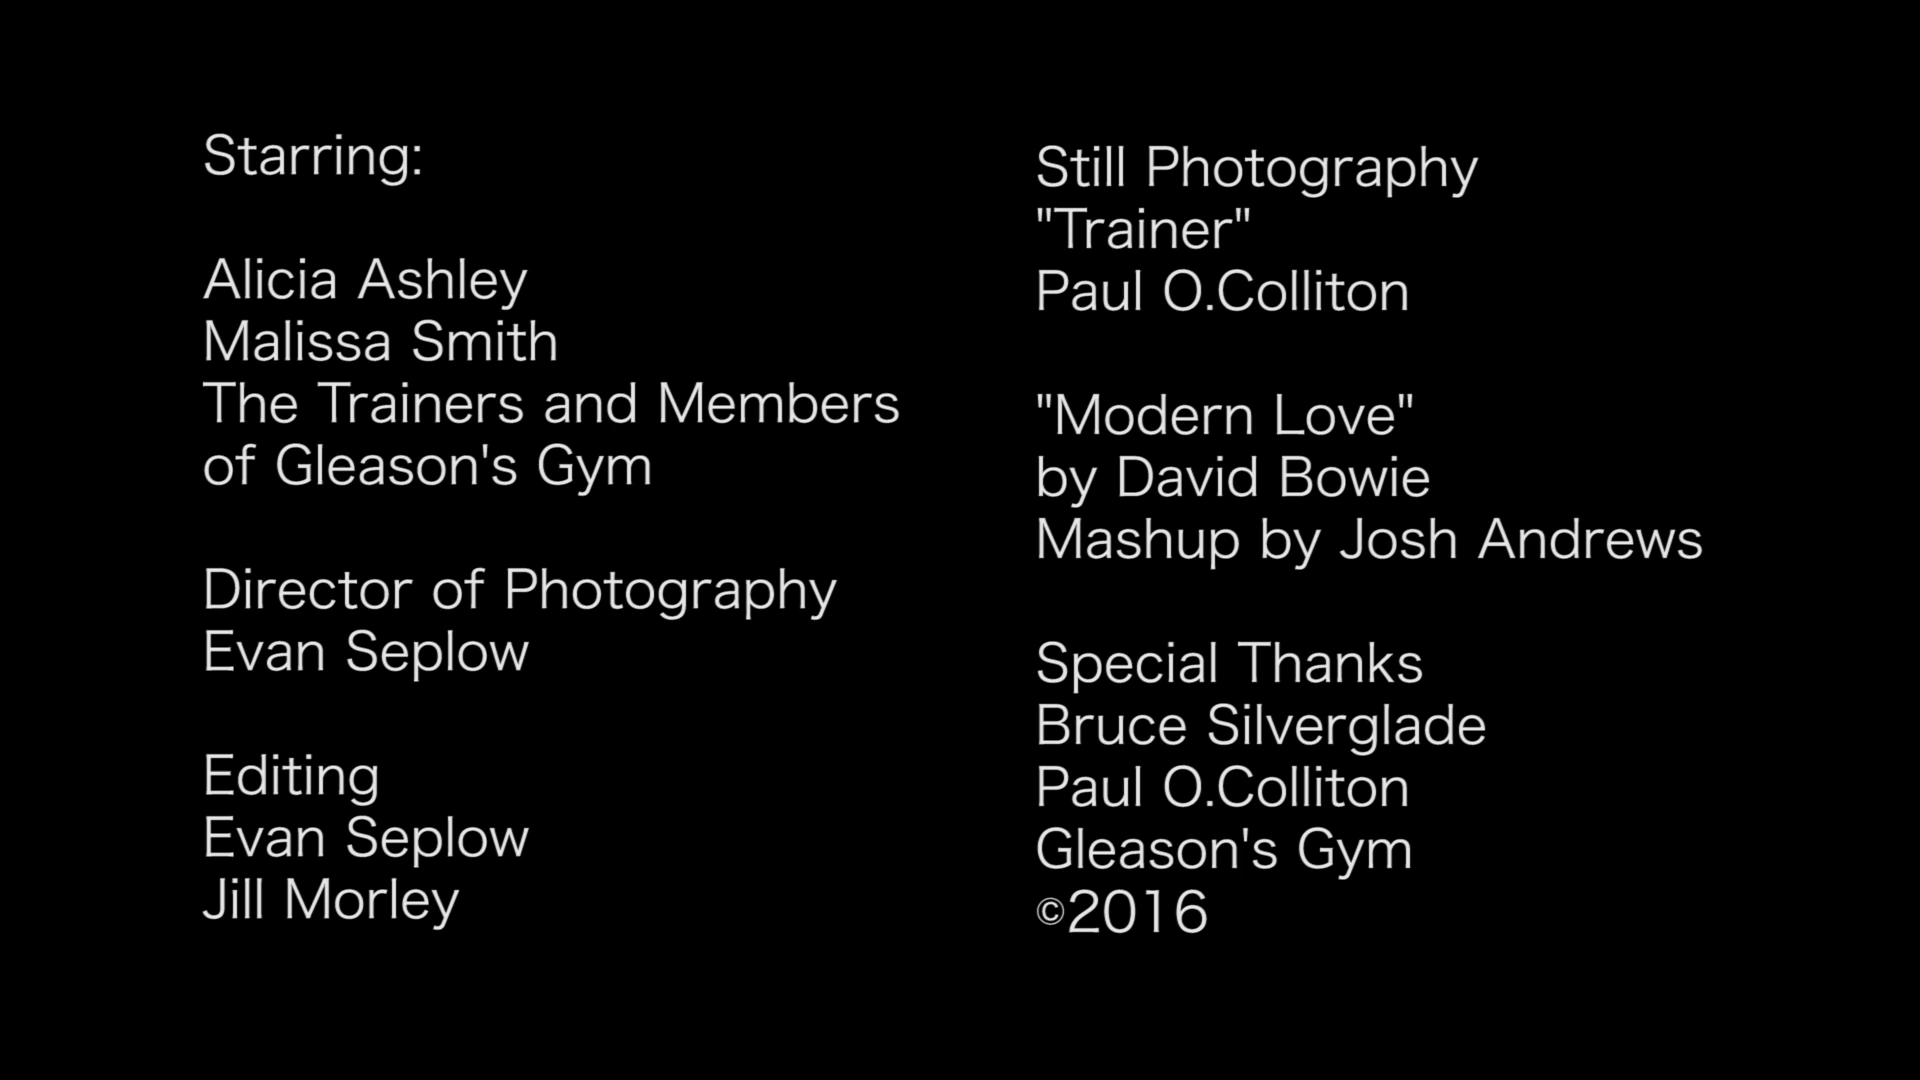 Starring:
Alicia Ashley
Malissa Smith
The Trainers and Members
of Gleason's Gym
Director of Photography
Evan Seplow
Editing
Evan Seplow
Jill Morley
Still Photography
"Trainer"
Paul O.Colliton
"Modern Love"
by David Bowie
Mashup by Josh Andrews
Special Thanks
Bruce Silverglade
Paul O.Colliton
Gleason's Gym
©2016